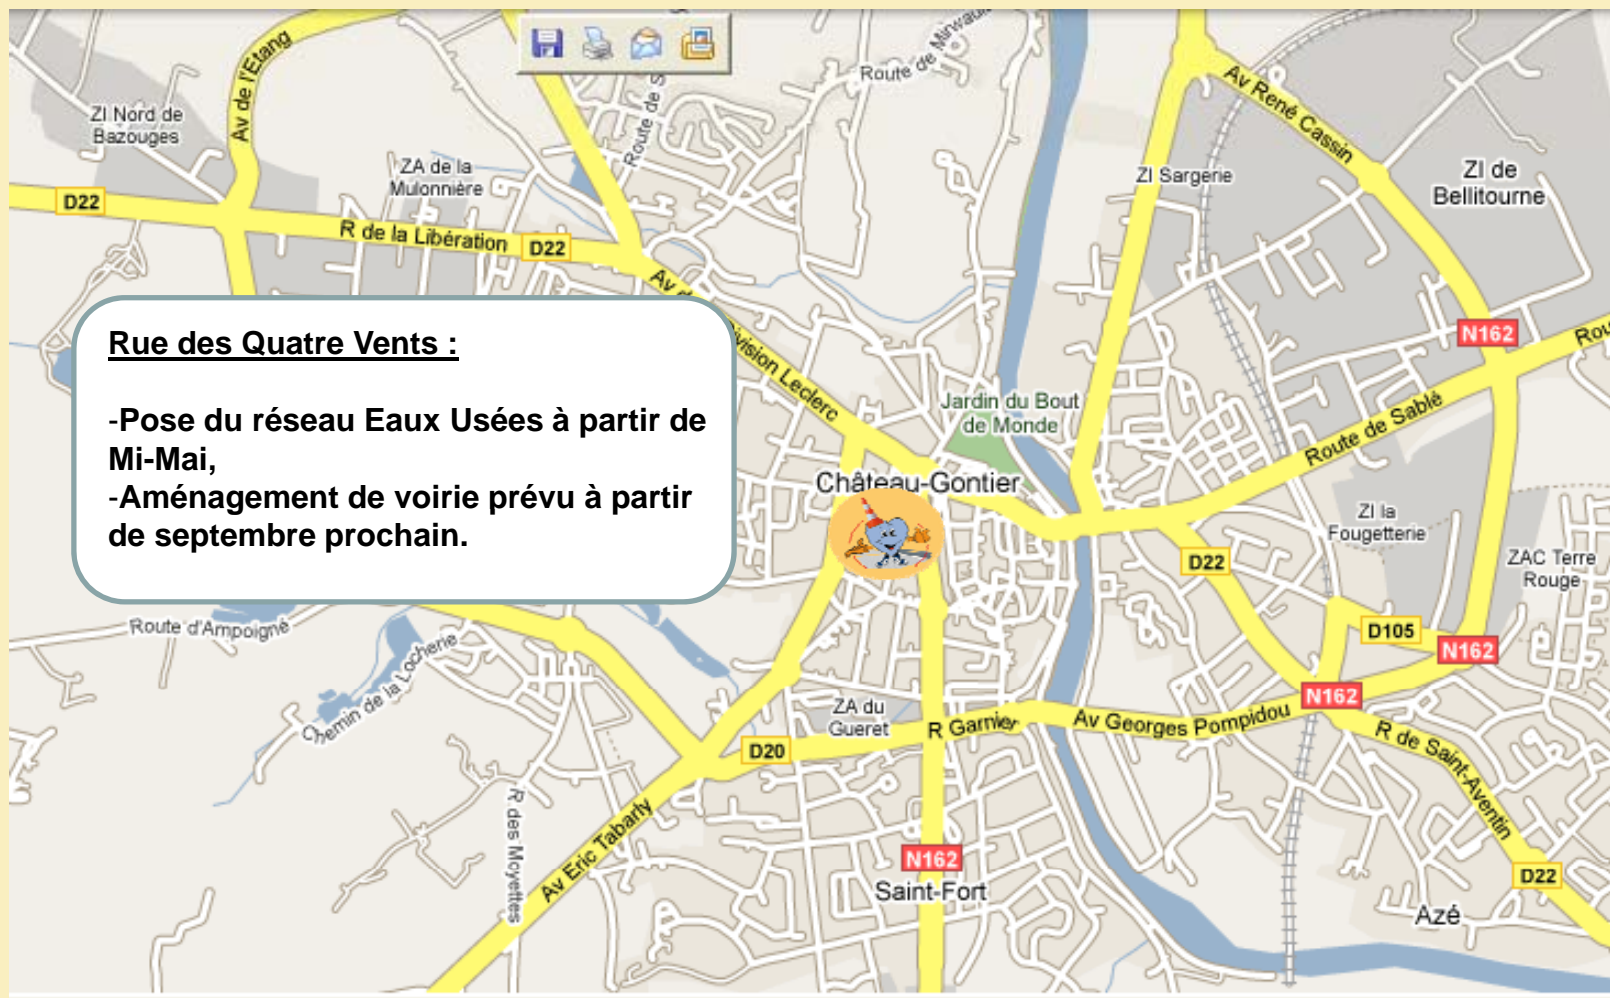 Av de l'Etang
Route de Mirwault
Route de S
Av René Cassin
ZI Nord de
Bazouges
ZA de la
Mulonnière
ZI Sargerie
ZI de
Bellitourne
D22
R de la Libération
D22
Av d
ivision Leclerc
N162
Rou
Rue des Quatre Vents :
-Pose du réseau Eaux Usées à partir de
Mi-Mai,
-Aménagement de voirie prévu à partir
de septembre prochain.
Jardin du Bout
de Monde
Route de Sablé
Château-Gontier
ZI la
Fougetterie
D22
ZAC Terre
Rouge
Route d'Ampoigné
Chemin de la Locherie
D105
N162
N162
ZA du
Gueret
R Garnier
Av Georges Pompidou
D20
R de Saint-Aventin
R des Moyettes
Av Eric Tabarly
N162
Saint-Fort
D22
Azé